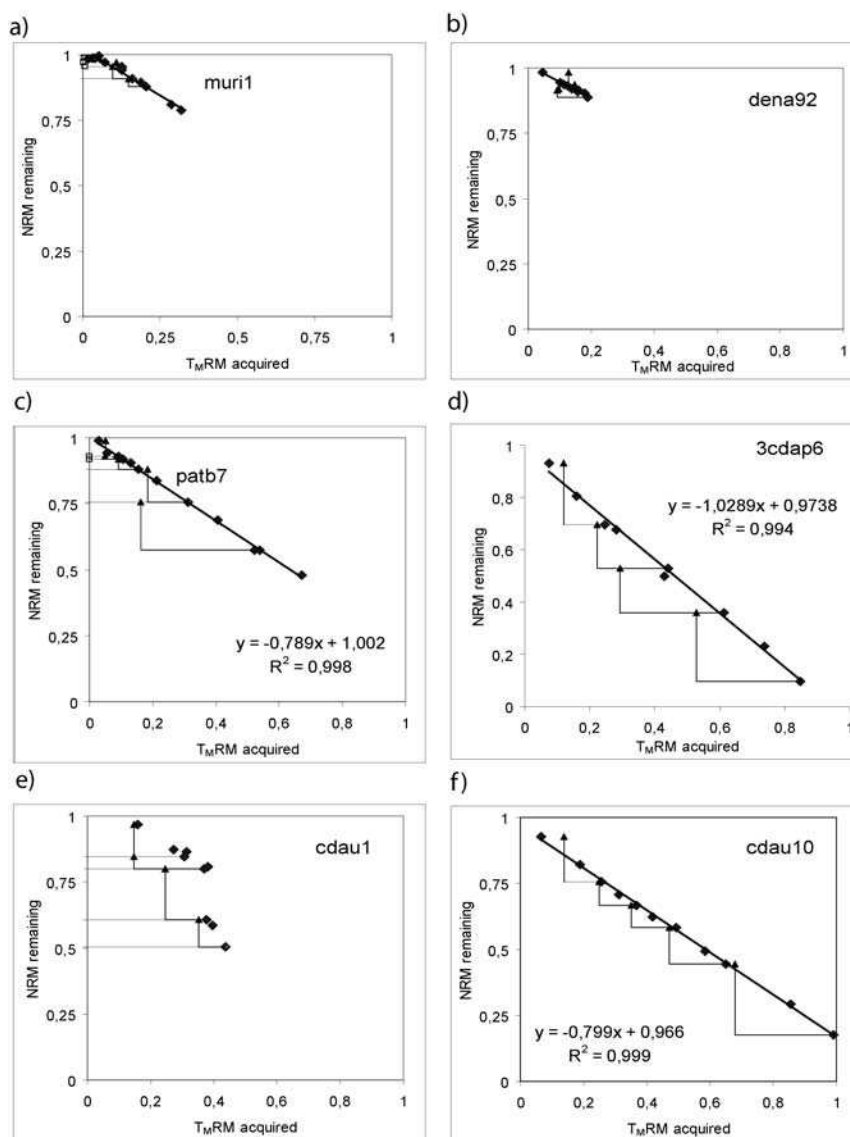 a)
muri1
1
0,75
0,5
0,25
0
NRM remaining
0
0,25
0,5
0,75
1
TMRM acquired
b)
dena92
1
0,75
0,5
0,25
0
NRM remaining
0
0,2
0,4
0,6
0,8
1
TMRM acquired
c)
patb7
1
0,75
0,5
0,25
0
NRM remaining
y = -0,789x + 1,002
R² = 0,998
0
0,2
0,4
0,6
0,8
1
TMRM acquired
d)
3cdap6
1
0,8
0,6
0,4
0,2
0
NRM remaining
y = -1,0289x + 0,9738
R² = 0,994
0
0,2
0,4
0,6
0,8
1
TMRM acquired
e)
cdau1
1
0,75
0,5
0,25
0
NRM remaining
0
0,2
0,4
0,6
0,8
1
TMRM acquired
f)
cdau10
1
0,75
0,5
0,25
0
NRM remaining
y = -0,799x + 0,966
R² = 0,999
0
0,2
0,4
0,6
0,8
1
TMRM acquired